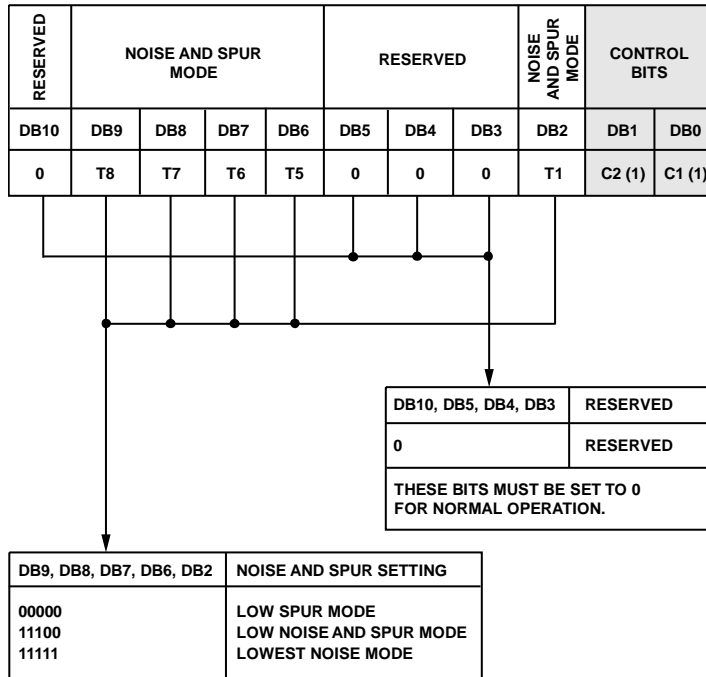 RESERVED
NOISE AND SPUR
MODE
RESERVED
NOISE
AND SPUR
MODE
CONTROL
BITS
DB10 DB9 DB8 DB7 DB6 DB5 DB4 DB3 DB2 DB1 DB0
0 T8 T7 T6 T5 0 0 0 T1 C2 (1) C1 (1)
DB10, DB5, DB4, DB3 RESERVED
0 RESERVED
THESE BITS MUST BE SET TO 0
FOR NORMAL OPERATION.
DB9, DB8, DB7, DB6, DB2 NOISE AND SPUR SETTING
00000 LOW SPUR MODE
11100 LOW NOISE AND SPUR MODE
11111 LOWEST NOISE MODE